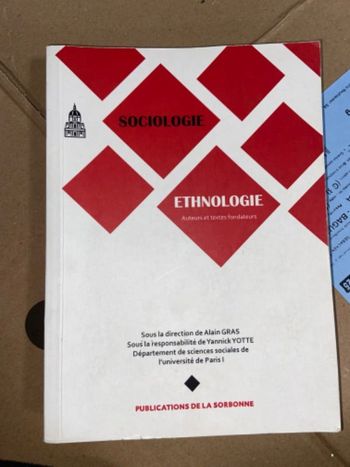 SOCIOLOGIE
ETHNOLOGIE
Auteurs et textes fondateurs
Sous la direction de Alain GRAS
Sous la responsabilité de Yannick YOTTE
Département de sciences sociales de
l'université de Paris I
PUBLICATIONS DE LA SORBONNE